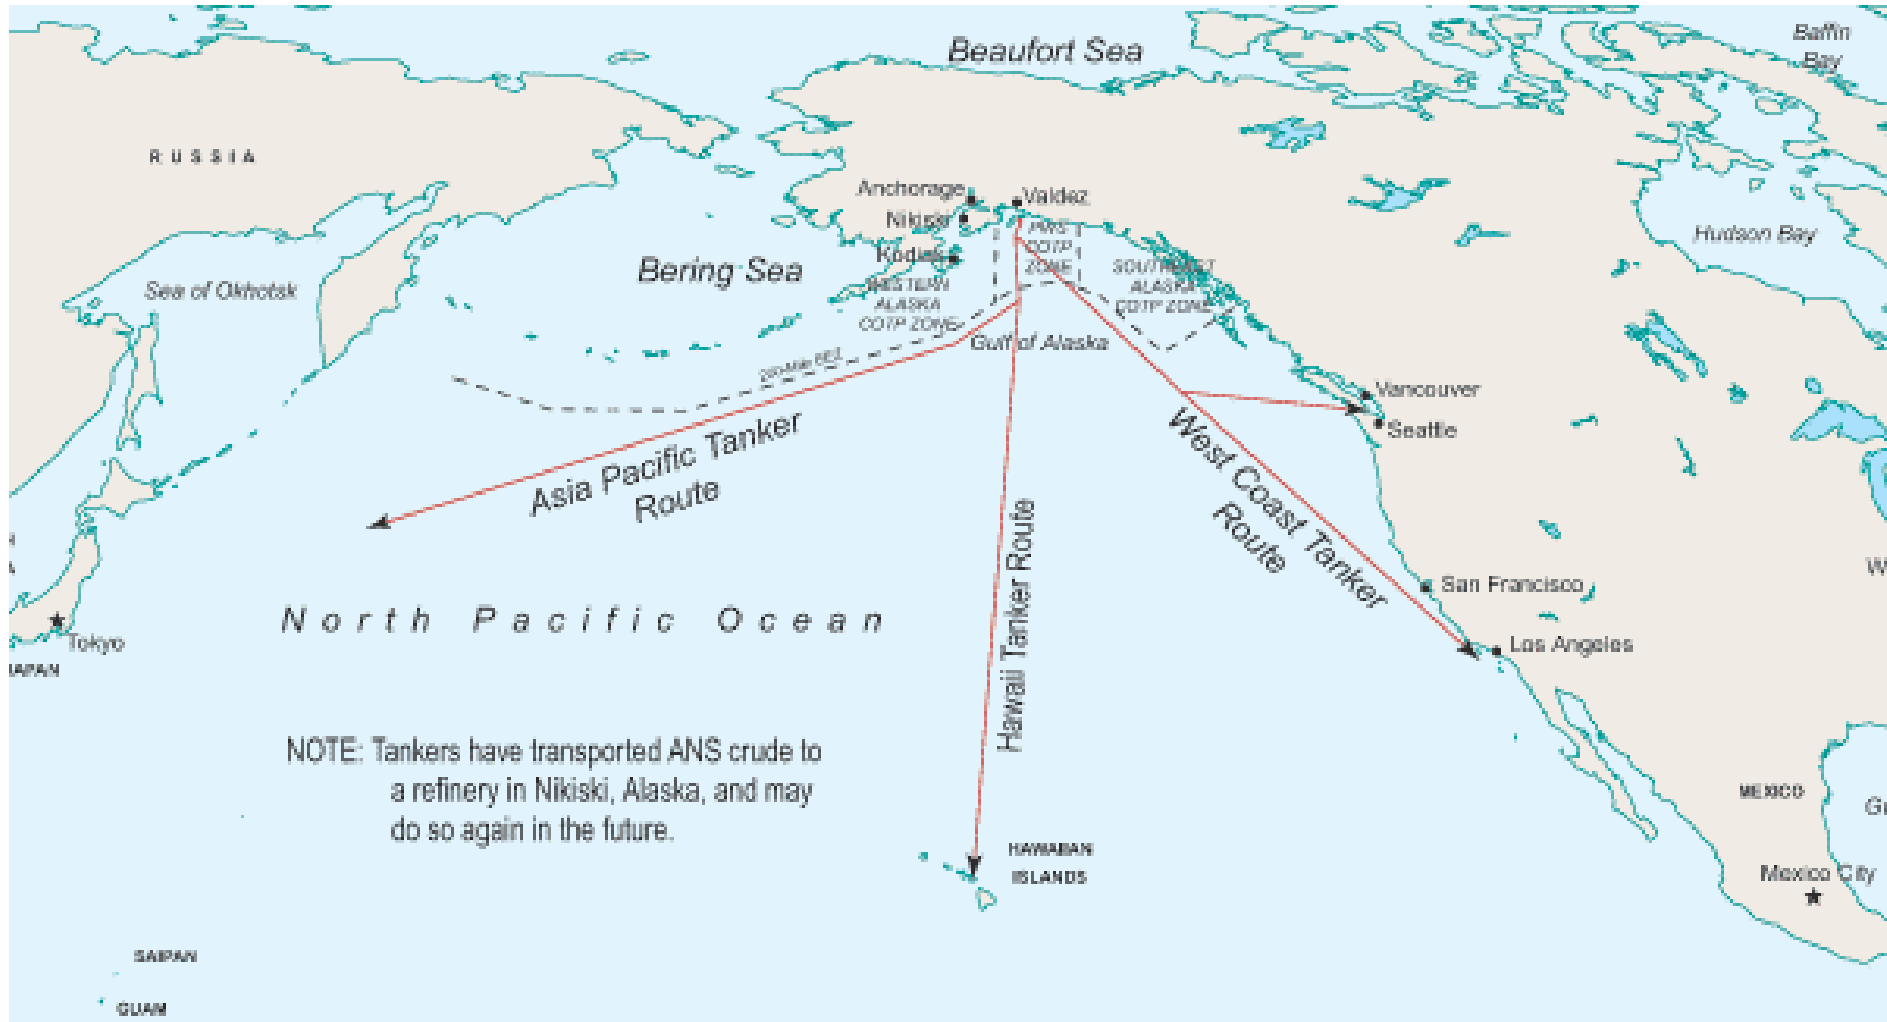 Beaufort Sea
Baffin
Bay
RUSSIA
Anchorage
Valdez
Nikiski
PWS
COTP
ZONE
Kodiak
Hudson Bay
Bering Sea
Sea of Okhotsk
WESTERN
ALASKA
COTP ZONE
SOUTHEAST
ALASKA
COTP ZONE
Gulf of Alaska
200-Mile EEZ
Vancouver
Seattle
Asia Pacific Tanker
Route
West Coast Tanker
Route
Hawaii Tanker Route
San Francisco
North Pacific Ocean
Tokyo
Los Angeles
JAPAN
NOTE: Tankers have transported ANS crude to
a refinery in Nikiski, Alaska, and may
do so again in the future.
MEXICO
HAWAIIAN
ISLANDS
Mexico City
SAIPAN
GUAM